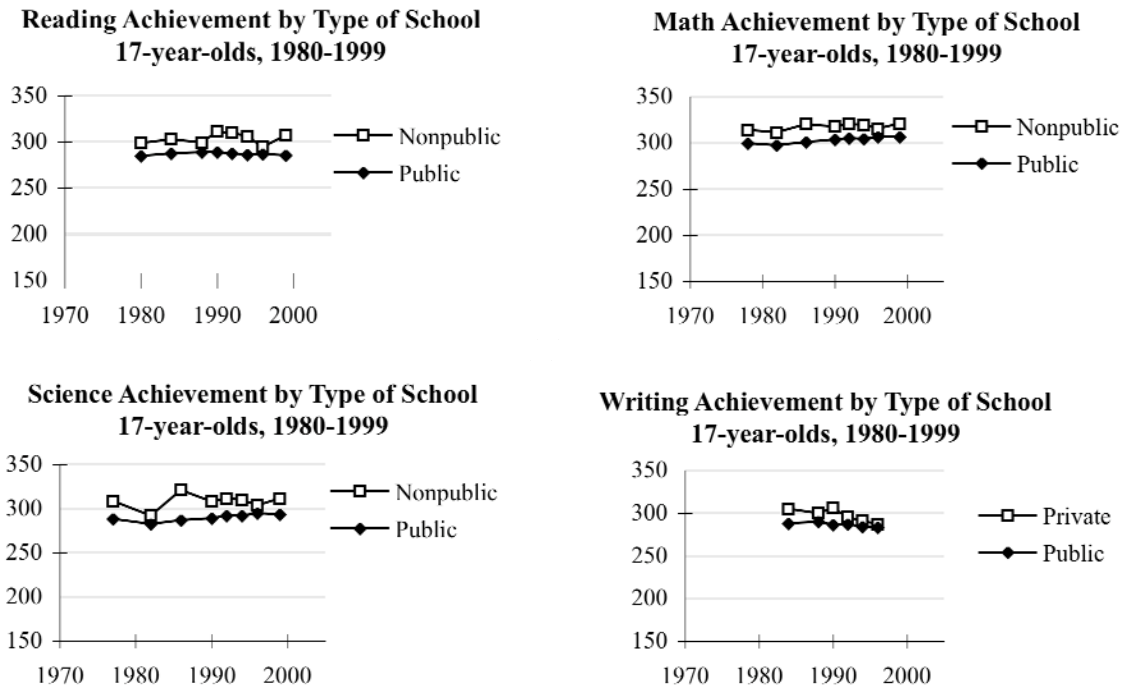 Reading Achievement by Type of School
17-year-olds, 1980-1999
350
300
250
200
150
1970 1980 1990 2000
Nonpublic
Public
Math Achievement by Type of School
17-year-olds, 1980-1999
350
300
250
200
150
1970 1980 1990 2000
Nonpublic
Public
Science Achievement by Type of School
17-year-olds, 1980-1999
350
300
250
200
150
1970 1980 1990 2000
Nonpublic
Public
Writing Achievement by Type of School
17-year-olds, 1980-1999
350
300
250
200
150
1970 1980 1990 2000
Private
Public